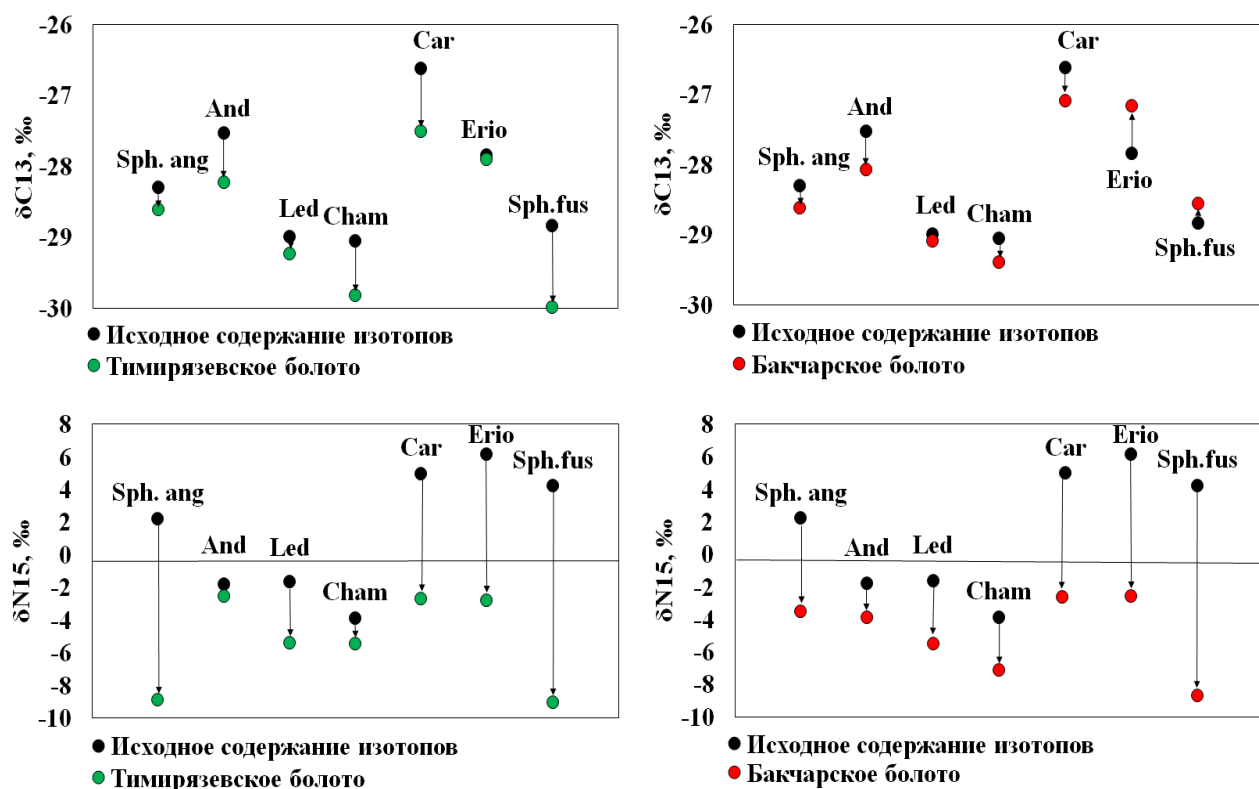 -26
-27
-28
-29
-30
δC13, ‰
Sph. ang
And
Led
Cham
Car
Erio
Sph.fus
Исходное содержание изотопов
Тимирязевское болото
-26
-27
-28
-29
-30
δC13, ‰
Sph. ang
And
Led
Cham
Car
Erio
Sph.fus
Исходное содержание изотопов
Бакчарское болото
8
6
4
2
0
-2
-4
-6
-8
-10
δN15, ‰
Sph. ang
And
Led
Cham
Car
Erio
Sph.fus
Исходное содержание изотопов
Тимирязевское болото
8
6
4
2
0
-2
-4
-6
-8
-10
δN15, ‰
Sph. ang
And
Led
Cham
Car
Erio
Sph.fus
Исходное содержание изотопов
Бакчарское болото